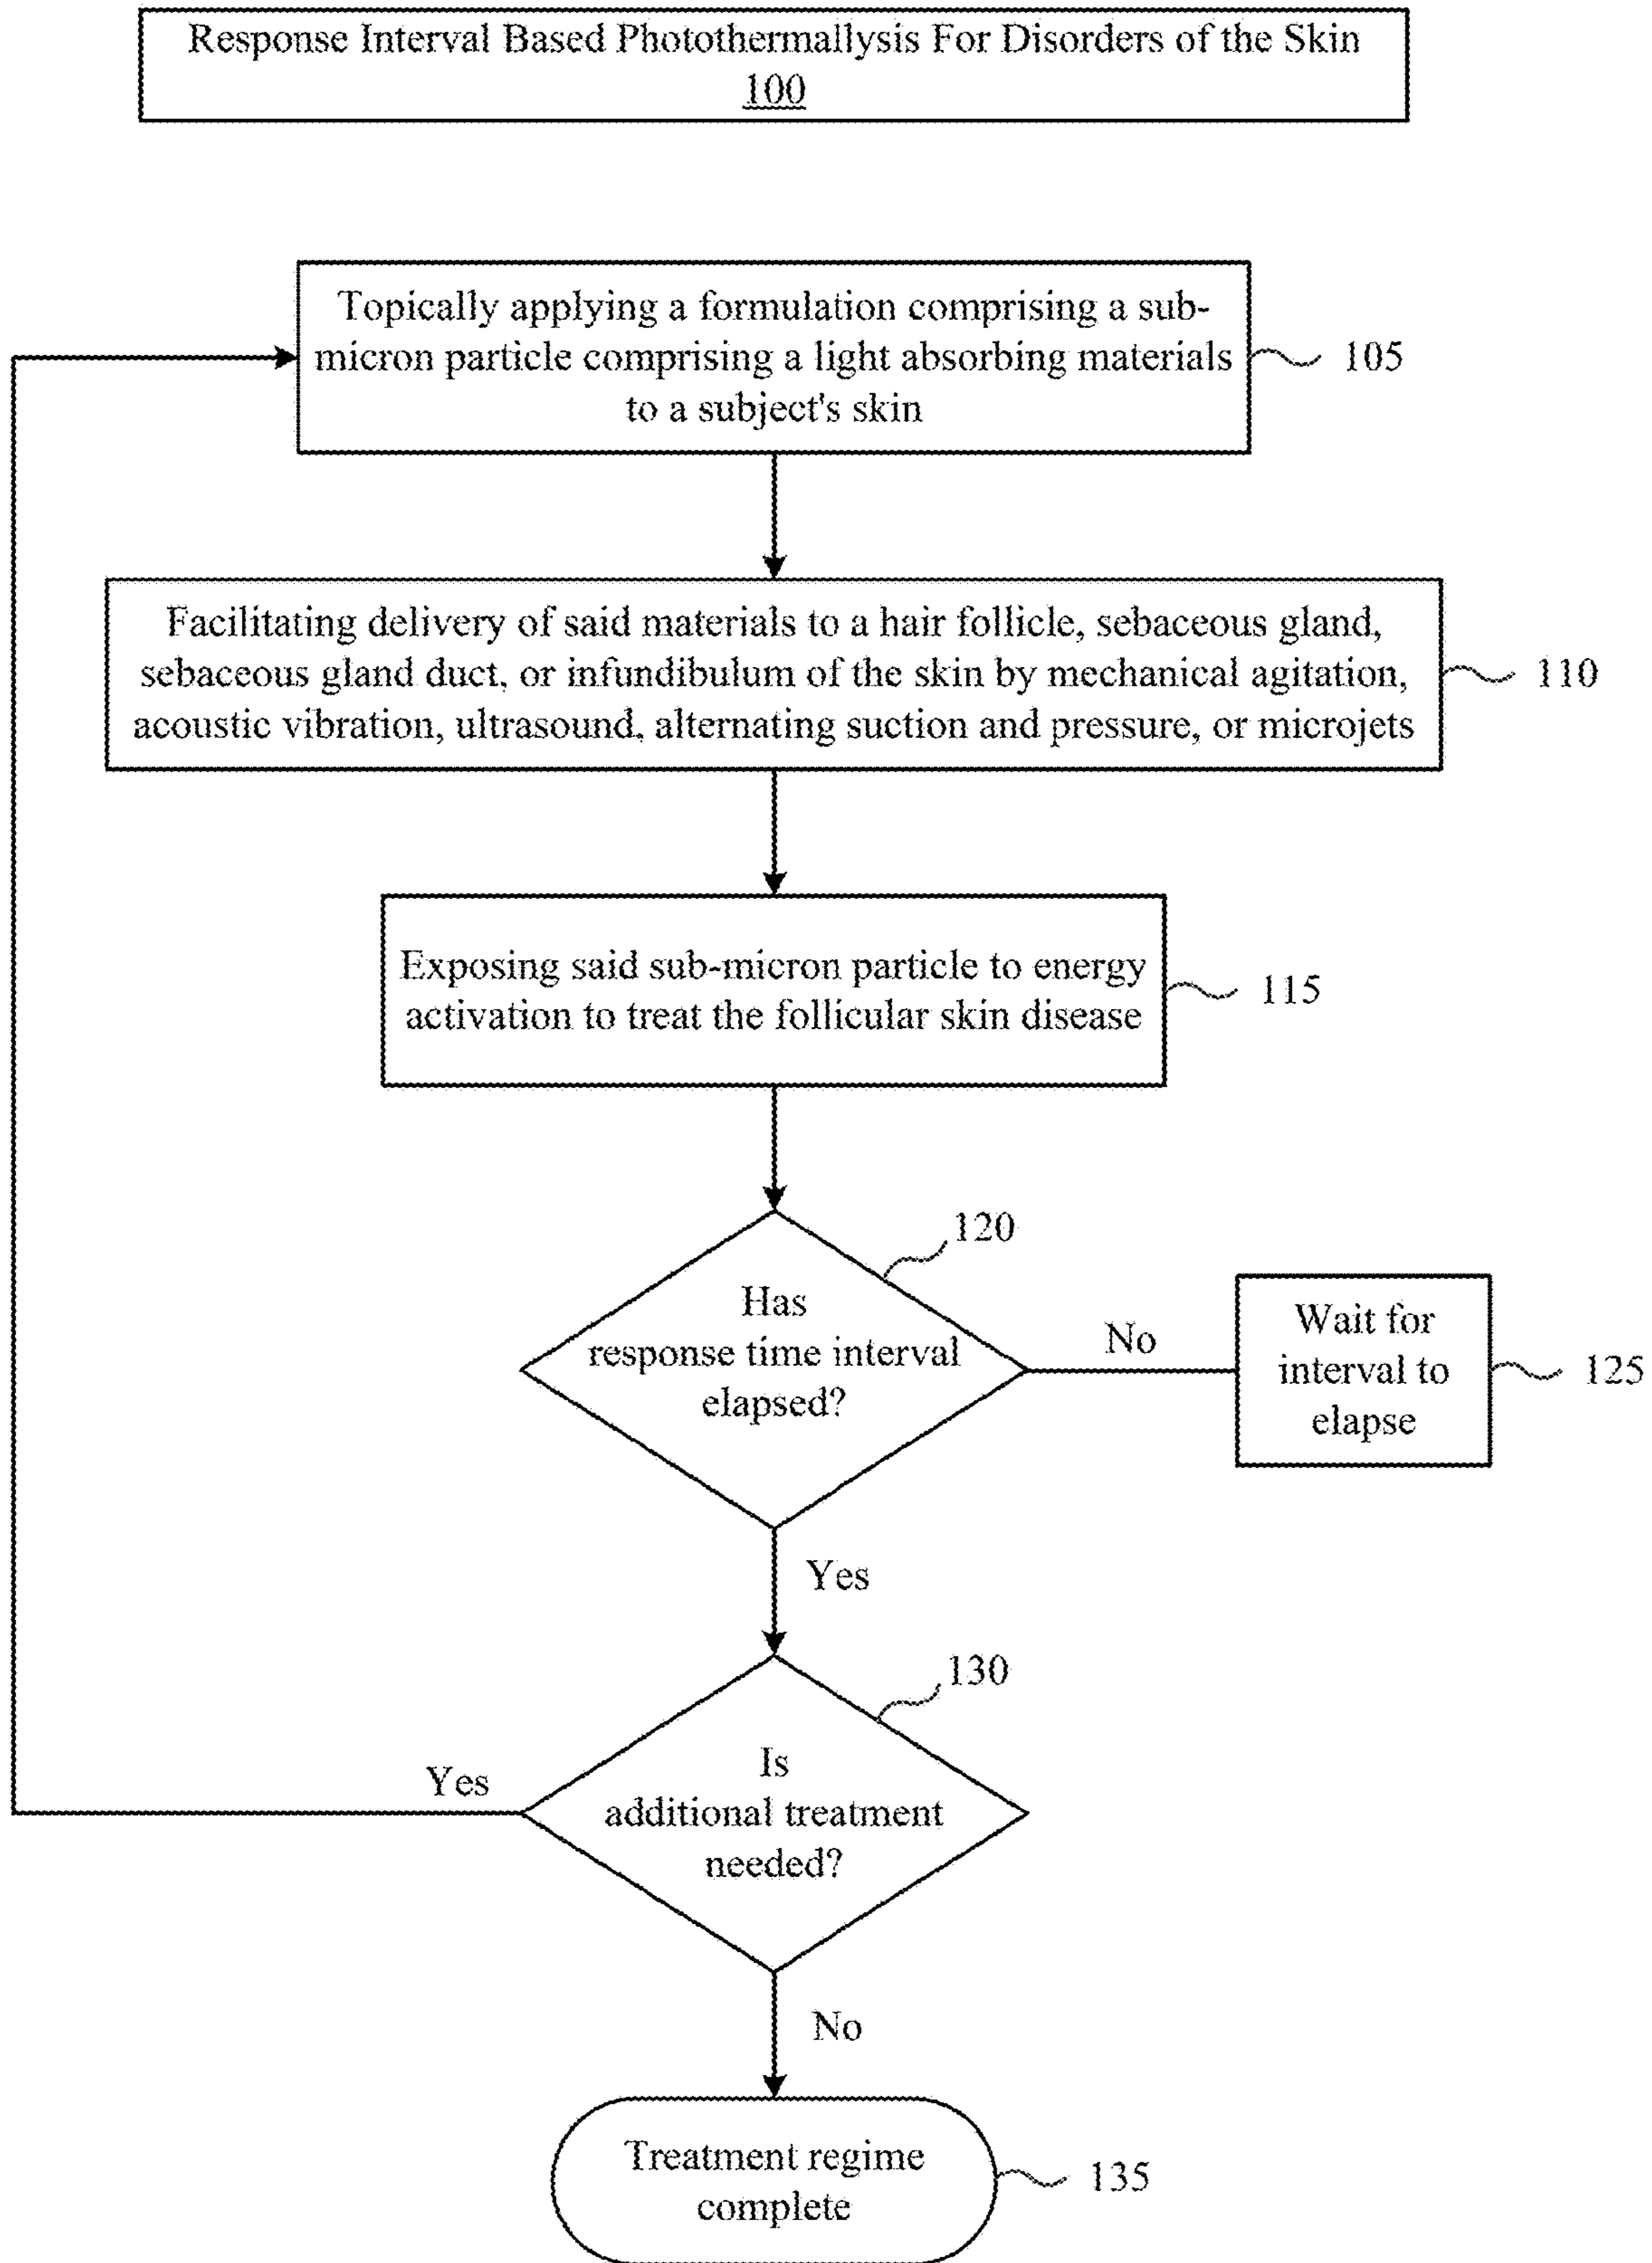 Response Interval Based Photothermallysis For Disorders of the Skin
100
Topically applying a formulation comprising a sub-
micron particle comprising a light absorbing materials
to a subject's skin
105
Facilitating delivery of said materials to a hair follicle, sebaceous gland,
sebaceous gland duct, or infundibulum of the skin by mechanical agitation,
acoustic vibration, ultrasound, alternating suction and pressure, or microjets
110
Exposing said sub-micron particle to energy
activation to treat the follicular skin disease
115
120
Has
response time interval
elapsed?
No
Wait for
interval to
elapse
125
Yes
130
Is
additional treatment
needed?
Yes
No
Treatment regime
complete
135